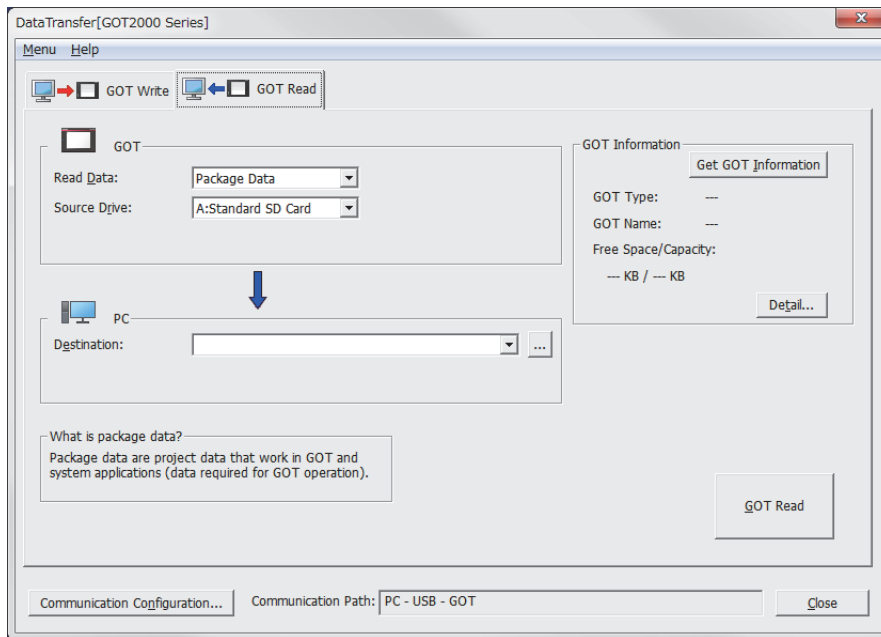 DataTransfer[GOT2000 Series]
Menu Help
GOT Write
GOT Read
GOT
Read Data:
Package Data
Source Drive:
A:Standard SD Card
GOT Information
Get GOT Information
GOT Type: ---
GOT Name: ---
Free Space/Capacity:
--- KB / --- KB
Detail...
PC
Destination:
...
What is package data?
Package data are project data that work in GOT and
system applications (data required for GOT operation).
GOT Read
Communication Configuration...
Communication Path: PC - USB - GOT
Close